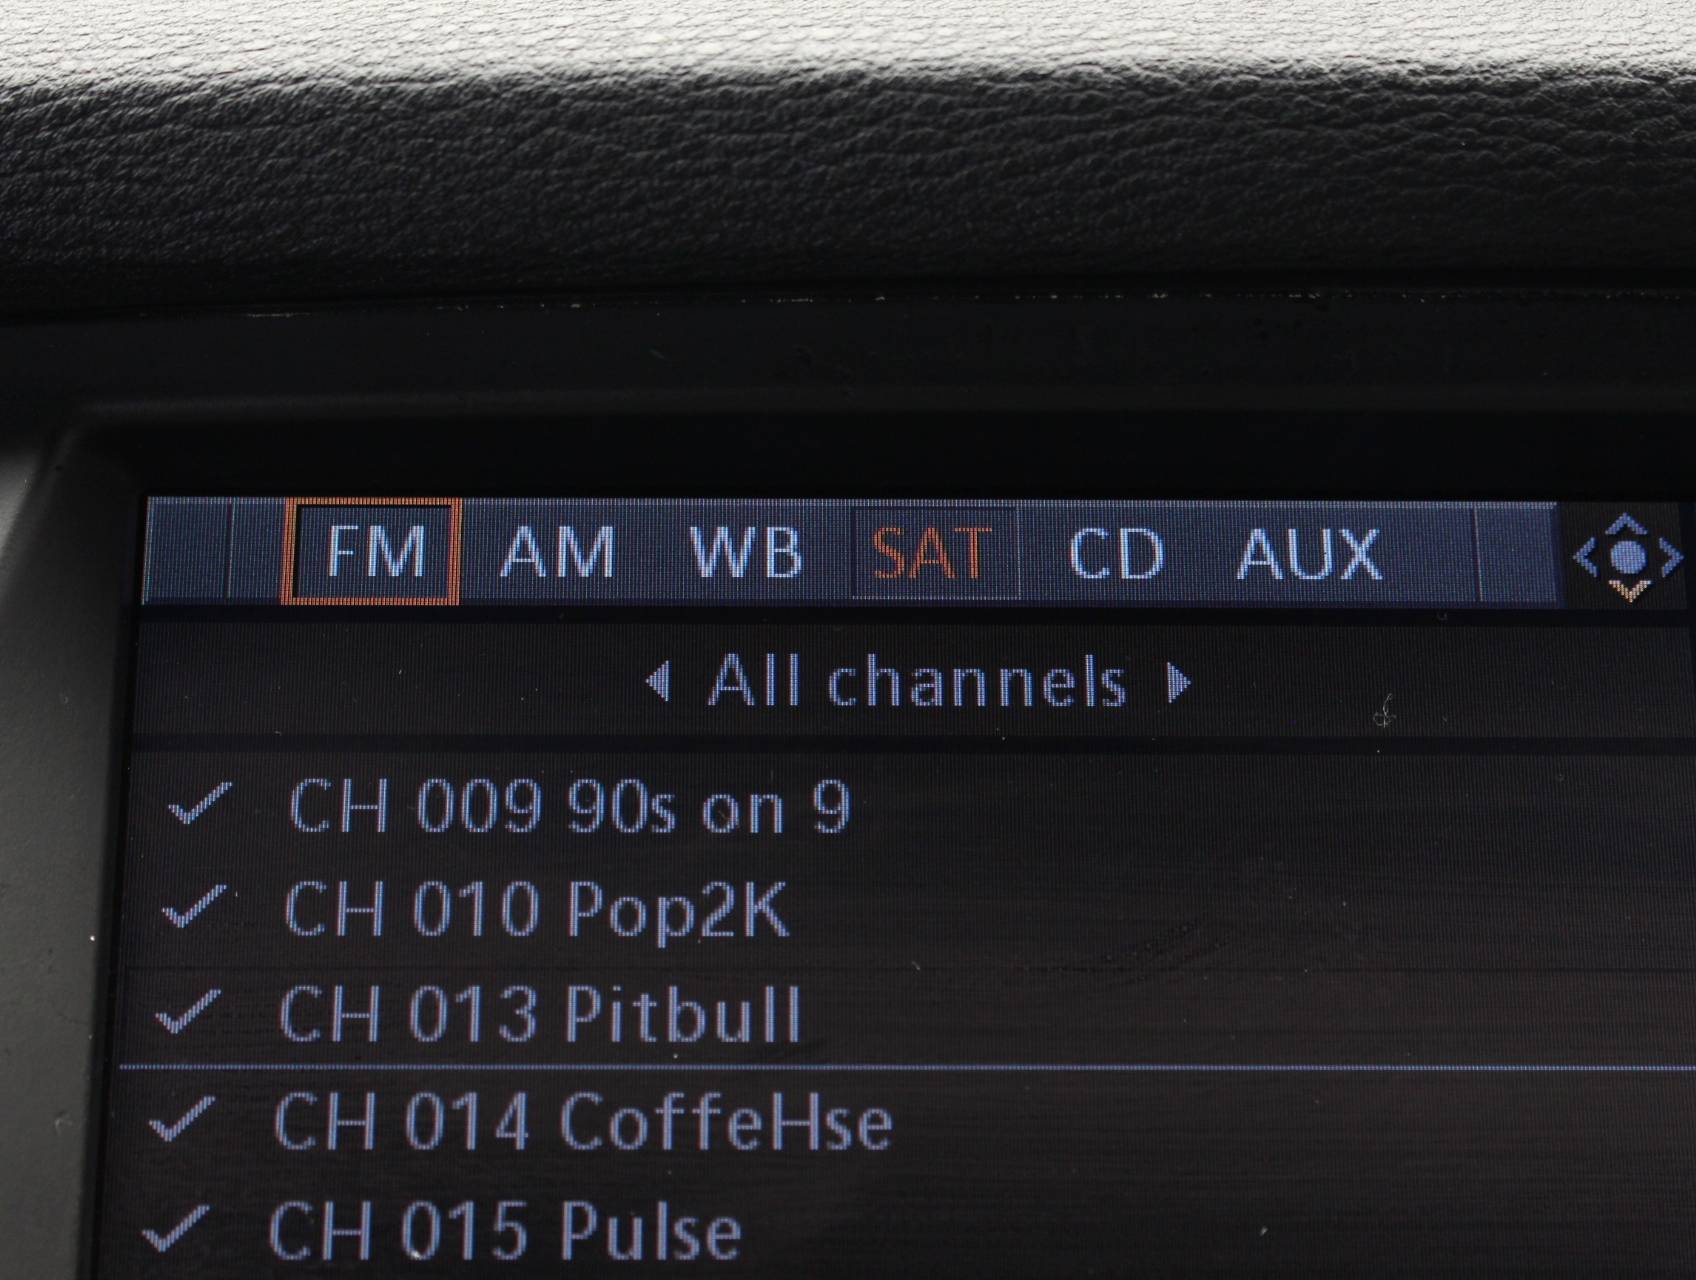 FM AM WB SAT CD AUX
All channels
CH 009 90s on 9
CH 010 Pop2K
CH 013 Pitbull
CH 014 CoffeHse
CH 015 Pulse